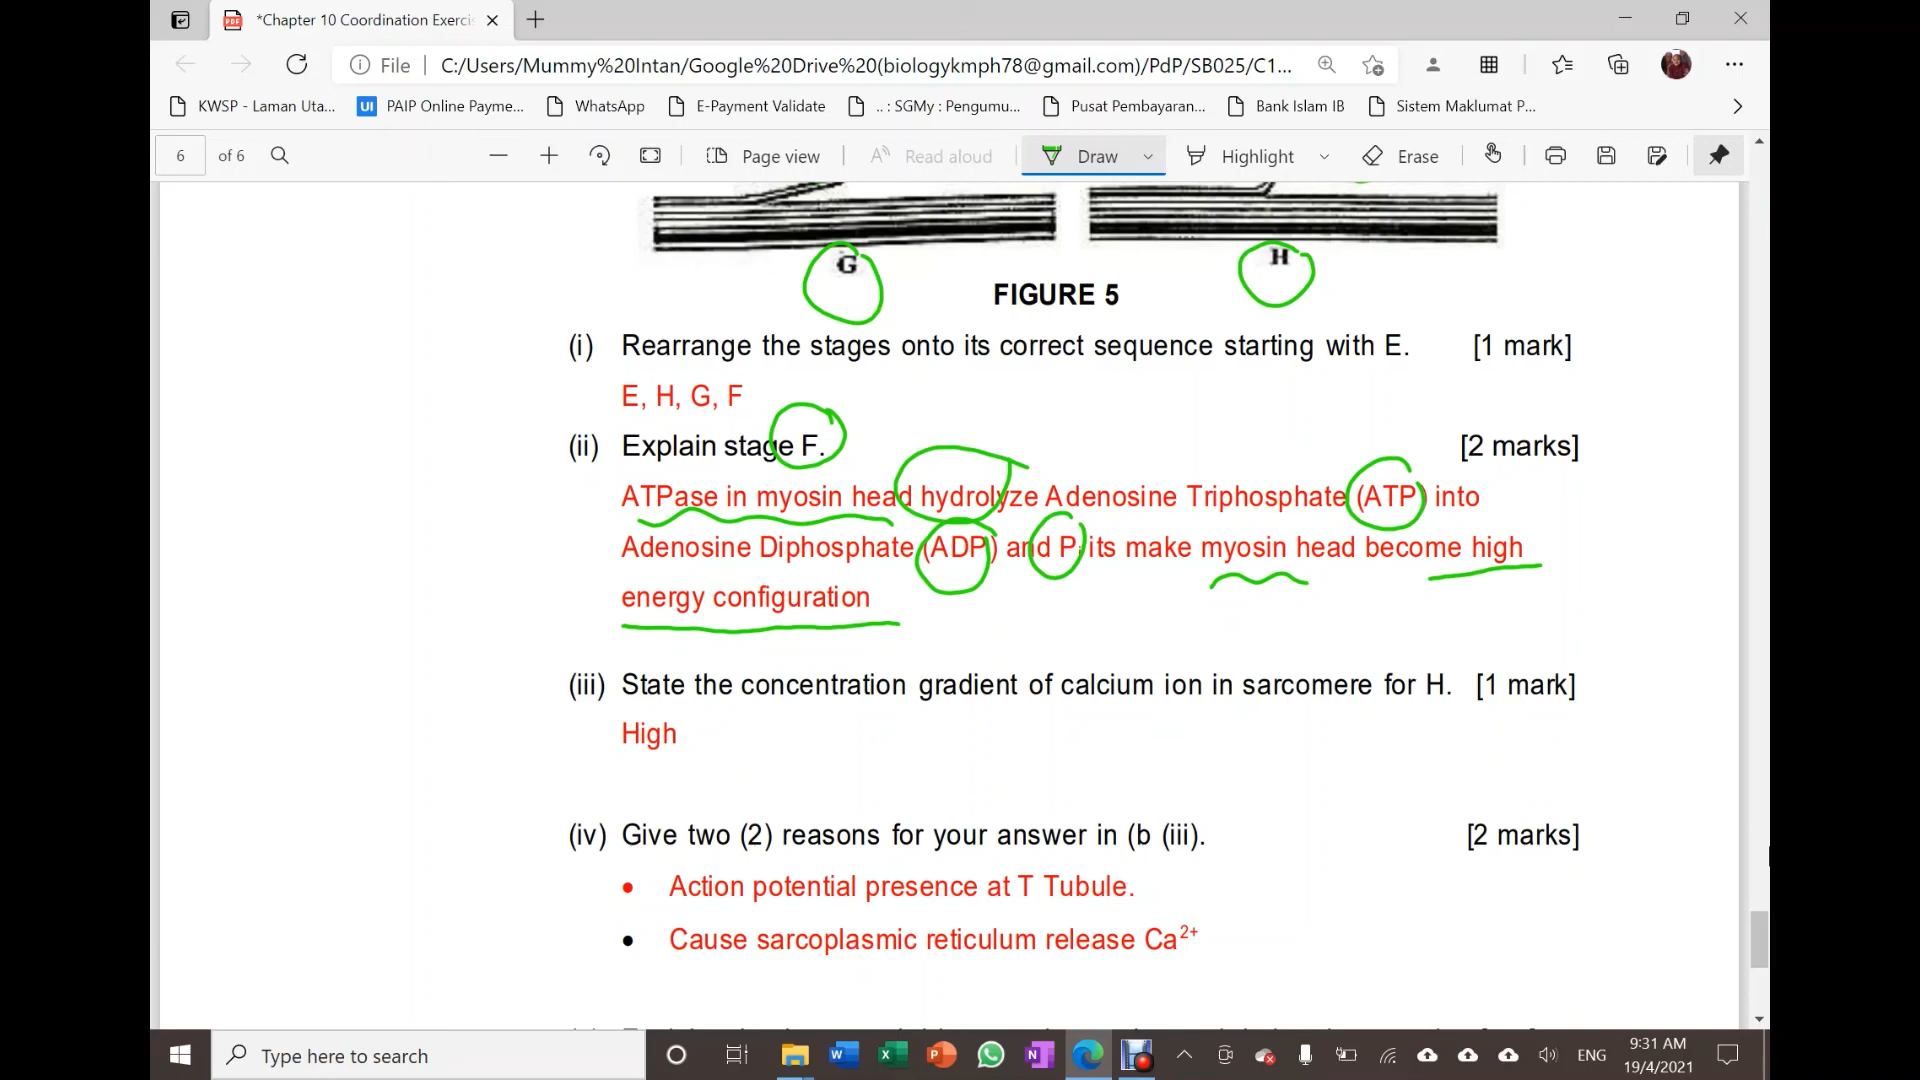 *Chapter 10 Coordination Exerci
File C:/Users/Mummy%20Intan/Google%20Drive%20(biologykmph78@gmail.com)/PdP/SB025/C1...
KWSP - Laman Uta... UI PAIP Online Payme... WhatsApp E-Payment Validate .. : SGMy : Pengumu... Pusat Pembayaran... Bank Islam IB Sistem Maklumat P...
6 of 6 Page view Read aloud Draw Highlight Erase
G H
FIGURE 5
(i) Rearrange the stages onto its correct sequence starting with E. [1 mark]
E, H, G, F
(ii) Explain stage F. [2 marks]
ATPase in myosin head hydrolyze Adenosine Triphosphate (ATP) into
Adenosine Diphosphate (ADP) and Pi its make myosin head become high
energy configuration
(iii) State the concentration gradient of calcium ion in sarcomere for H. [1 mark]
High
(iv) Give two (2) reasons for your answer in (b (iii). [2 marks]
• Action potential presence at T Tubule.
• Cause sarcoplasmic reticulum release Ca²⁺
Type here to search
ENG
9:31 AM
19/4/2021